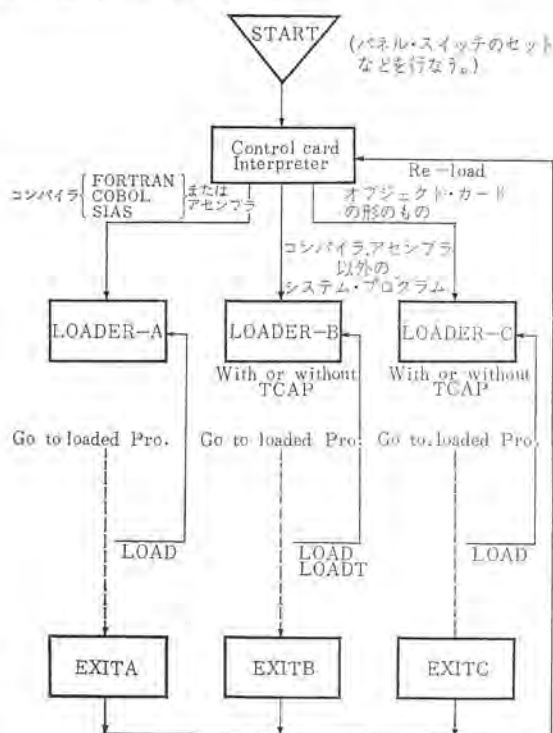 START
(パネル・スイッチのセット
などを行なう。)
Control card
Interpreter
Re-load
コンパイラ{FORTRAN
COBOL
SIAS}または
アセンブラ
オブジェクト・カード
の形のもの
コンパイラ,アセンブラ
以外の
システム・プログラム
LOADER-A
LOADER-B
LOADER-C
With or without
TCAP
With or without
TCAP
Go to loaded Pro.
Go to loaded Pro.
Go to loaded Pro.
LOAD
LOAD
LOADT
LOAD
EXITA
EXITB
EXITC